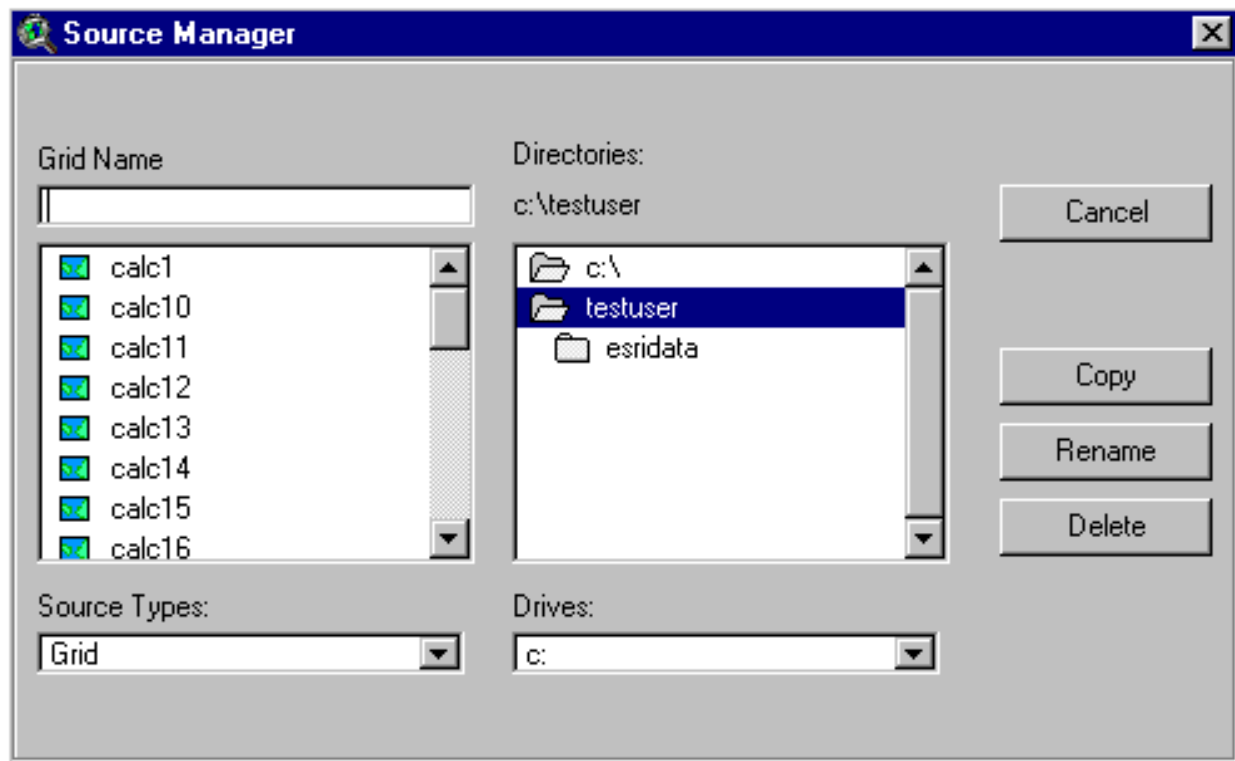 Source Manager
Grid Name
Directories:
c:\testuser
Cancel
calc1
calc10
calc11
calc12
calc13
calc14
calc15
calc16
c:\
testuser
esridata
Copy
Rename
Delete
Source Types:
Grid
Drives:
c: